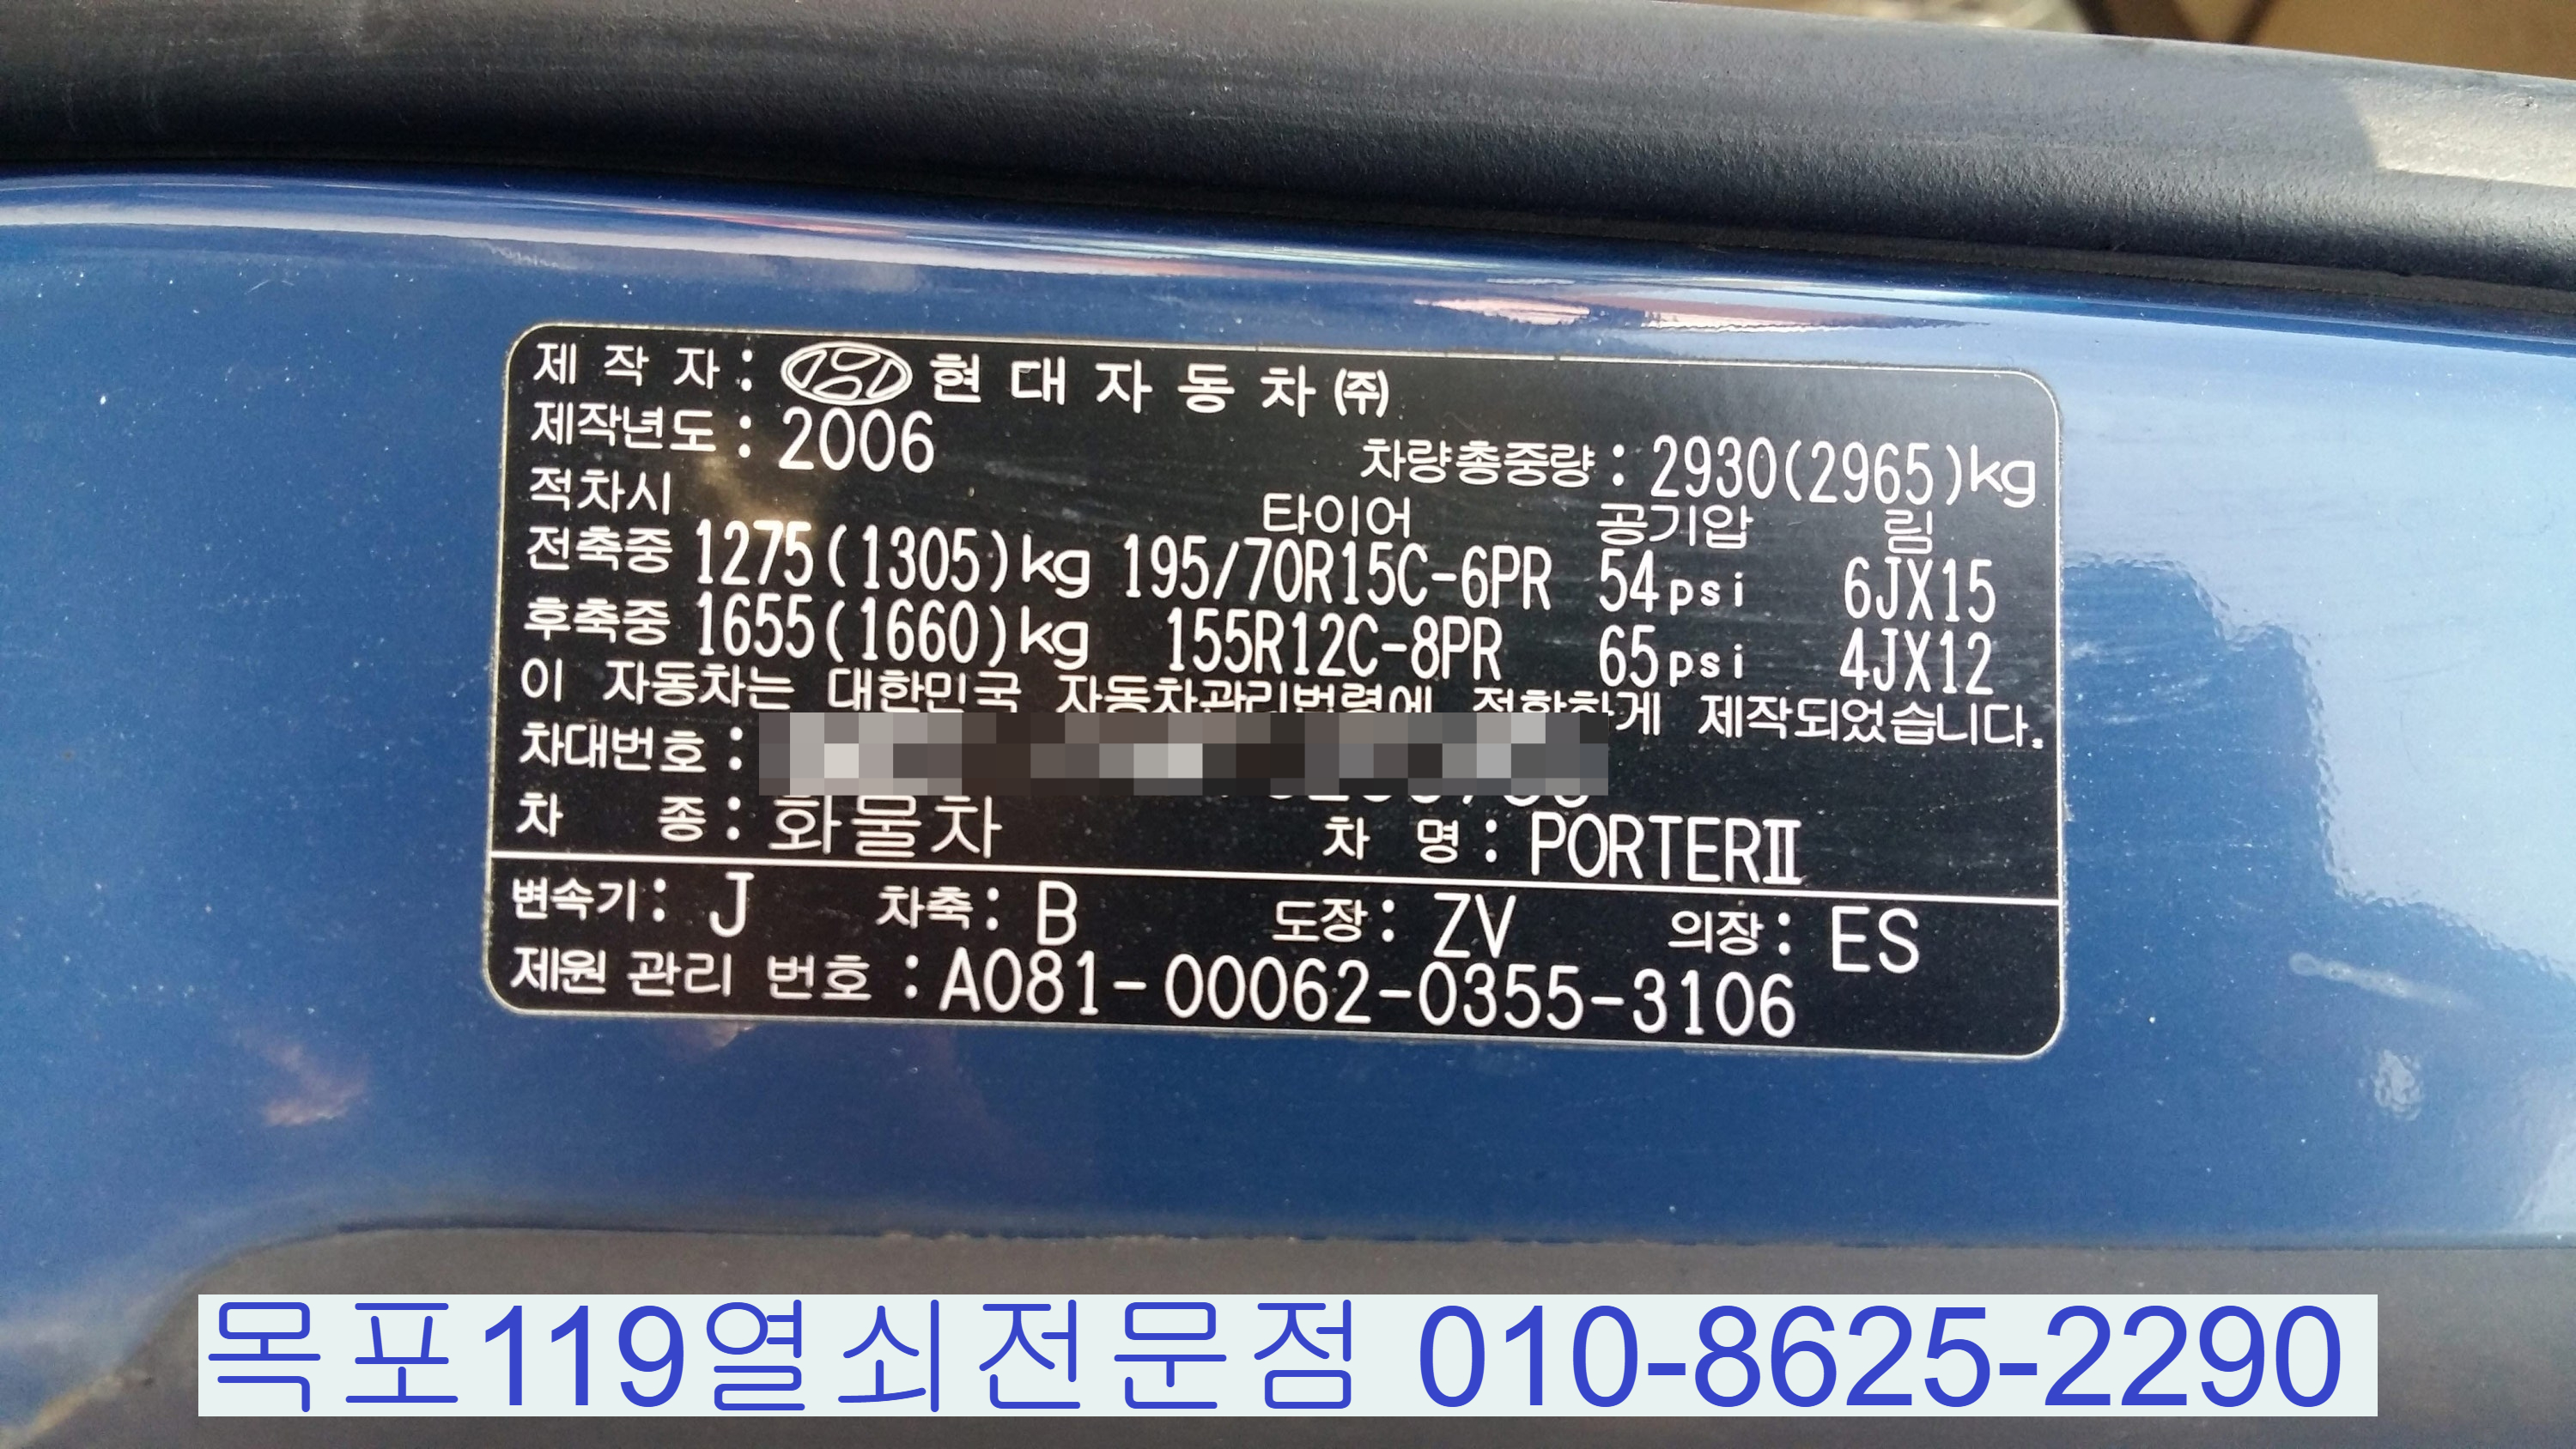 제 작 자 : 현 대 자 동 차 ㈜
제작년도 : 2006
차량총중량 : 2930(2965)kg
적차시 타이어 공기압 림
전축중 1275(1305)kg 195/70R15C-6PR 54psi 6JX15
후축중 1655(1660)kg 155R12C-8PR 65psi 4JX12
이 자동차는 대한민국 자동차관리법령에 적합하게 제작되었습니다.
차대번호 :
차 종 : 화물차 차 명 : PORTERⅡ
변속기: J 차축: B 도장: ZV 의장: ES
제원 관리 번호 : A081-00062-0355-3106
목포119열쇠전문점 010-8625-2290